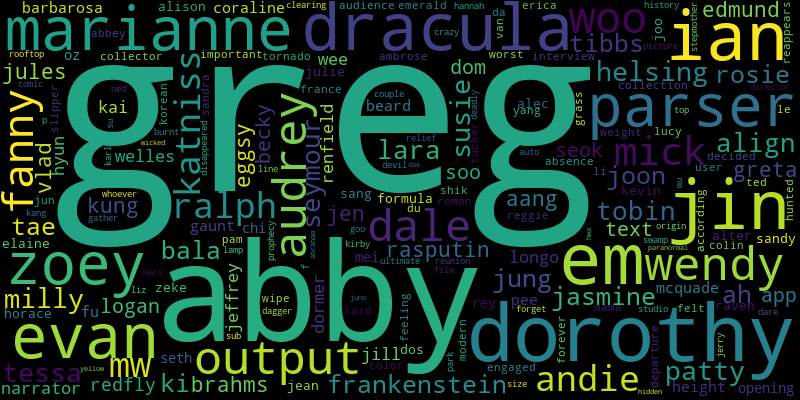 barbarosa alison coraline audience emerald hannah erica clearing history
marianne dracula woo ian edmund
abbey da van crazy joo stepmother reappears
rooftop oz collector important tornado wee ambrose worst interview tibbs picture
jules katniss julie dom helsing rosie
comic slipper korean sandra france couple beard alec yang grass collection top le
greg parser
fanny vlad hyun kai su becky susie deadly weight lucy
p burnt karl disappeared line audrey seymour renfield relief auto decided
welles eggsy lara seok mick align
wicked devil dae absence user
jun whoever kung ralph soo joon greta
kang gather sang formula shik aang li kevin wu ted hunted
tae gaunt chi jen du roman reggie tobin text origin according
elaine pam goo kirby dale swamp alter colin sandy
zoey bala lamp prophecy abraham mei rasputin longo hwa paranormal
abby jung em wendy jin
milly liz zeke jeffrey wipe f ultimate reunion film rey pee jasmine mcquade ah app
horace fu logan dagger dormer juno said feeling raven
evan mw sub modern dorothy forget forever studio felt dare
seth output jill dos park departure jerry
tessa color engaged andie patty
narrator redfly kibrahms jean frankenstein size height opening
yellow hidden director